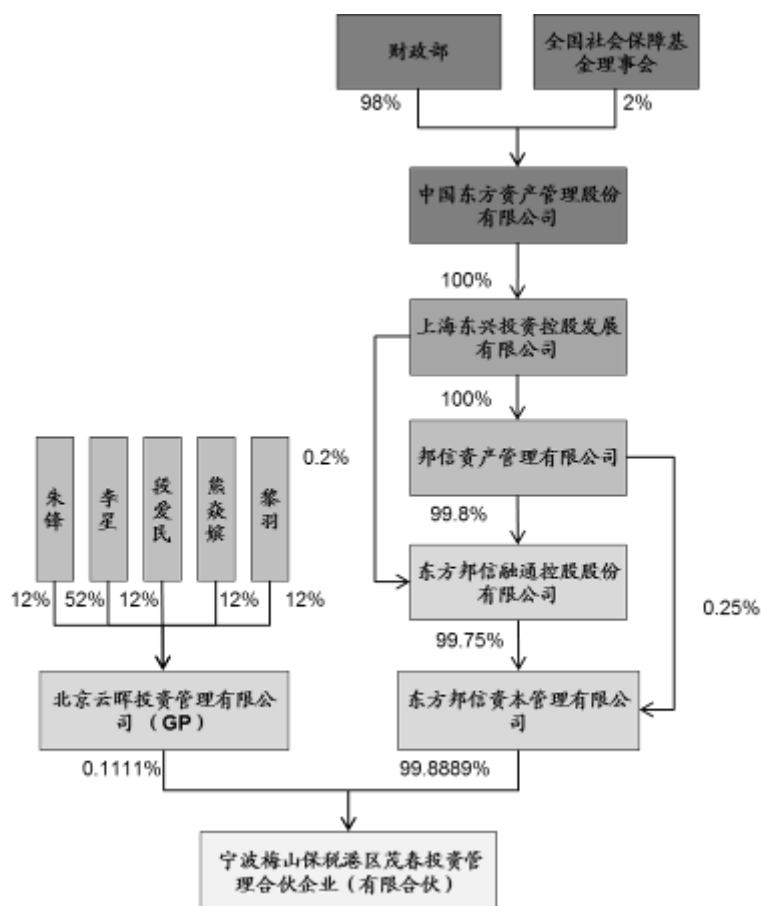 财政部
全国社会保障基
金理事会
98%
2%
中国东方资产管理股份
有限公司
100%
上海东兴投资控股发展
有限公司
100%
0.2%
邦信资产管理有限公司
朱锋
李星
段爱民
熊焱嫔
黎羽
99.8%
东方邦信融通控股股份
有限公司
12%
52%
12%
12%
12%
0.25%
99.75%
北京云晖投资管理有限公
司（GP）
东方邦信资本管理有限公
司
0.1111%
99.8889%
宁波梅山保税港区茂春投资管
理合伙企业（有限合伙）